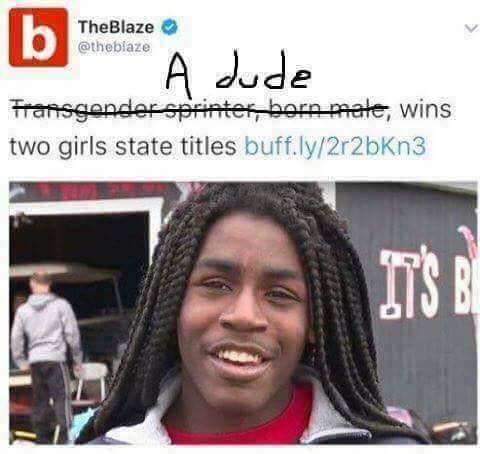 b
TheBlaze
@theblaze
A dude
Transgender sprinter, born male, wins
two girls state titles buff.ly/2r2bKn3
IT'S B